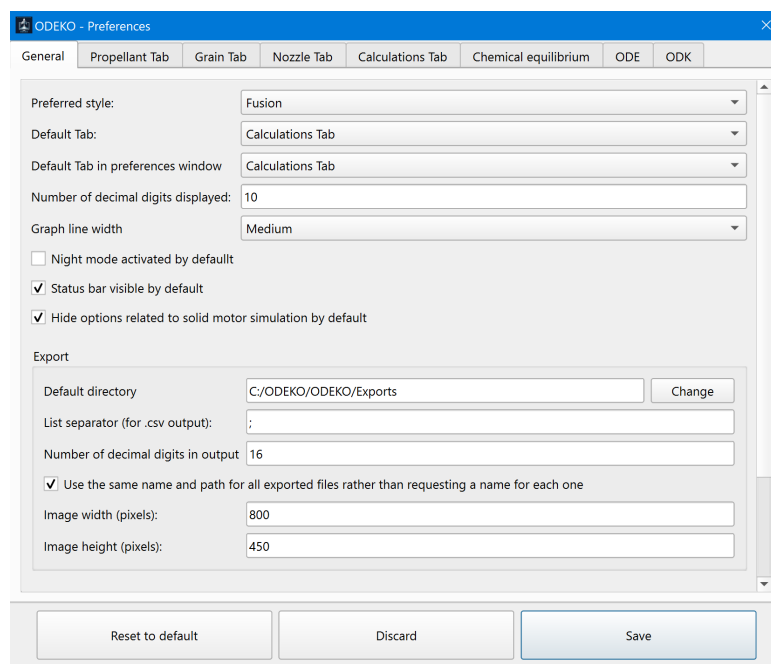 ODEKO - Preferences
General Propellant Tab Grain Tab Nozzle Tab Calculations Tab Chemical equilibrium ODE ODK
Preferred style: Fusion
Default Tab: Calculations Tab
Default Tab in preferences window Calculations Tab
Number of decimal digits displayed: 10
Graph line width Medium
Night mode activated by defaullt
Status bar visible by default
Hide options related to solid motor simulation by default
Export
Default directory C:/ODEKO/ODEKO/Exports Change
List separator (for .csv output): ;
Number of decimal digits in output 16
Use the same name and path for all exported files rather than requesting a name for each one
Image width (pixels): 800
Image height (pixels): 450
Reset to default Discard Save